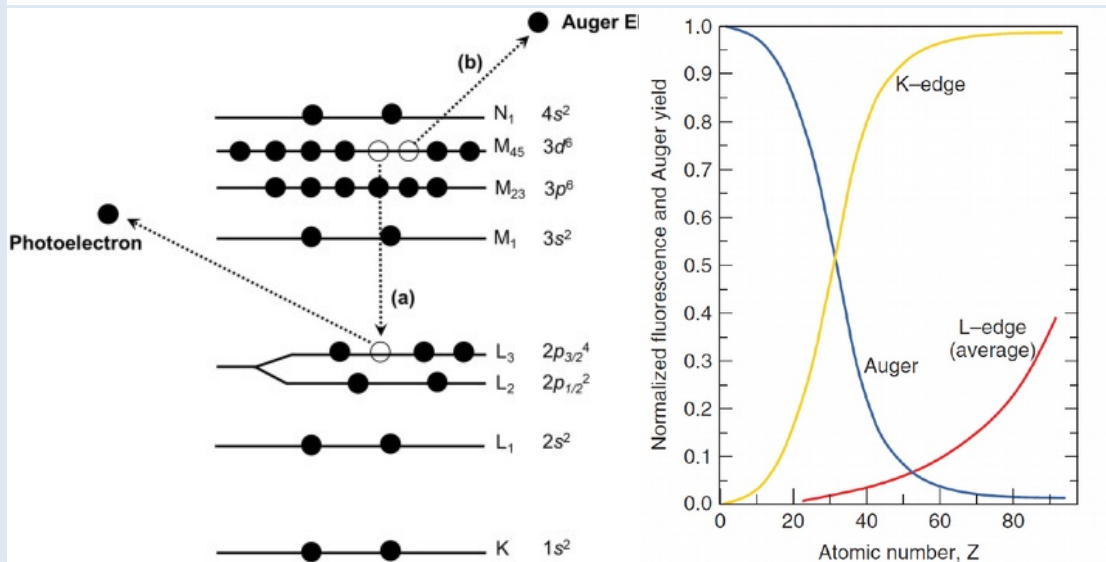 Auger El
(b)
N₁ 4s²
M₄₅ 3d⁶
M₂₃ 3p⁶
Photoelectron
M₁ 3s²
(a)
L₃ 2p₃/₂⁴
L₂ 2p₁/₂²
L₁ 2s²
K 1s²
Normalized fluorescence and Auger yield
1.0
0.9
0.8
0.7
0.6
0.5
0.4
0.3
0.2
0.1
0.0
K–edge
L–edge
(average)
Auger
0 20 40 60 80
Atomic number, Z